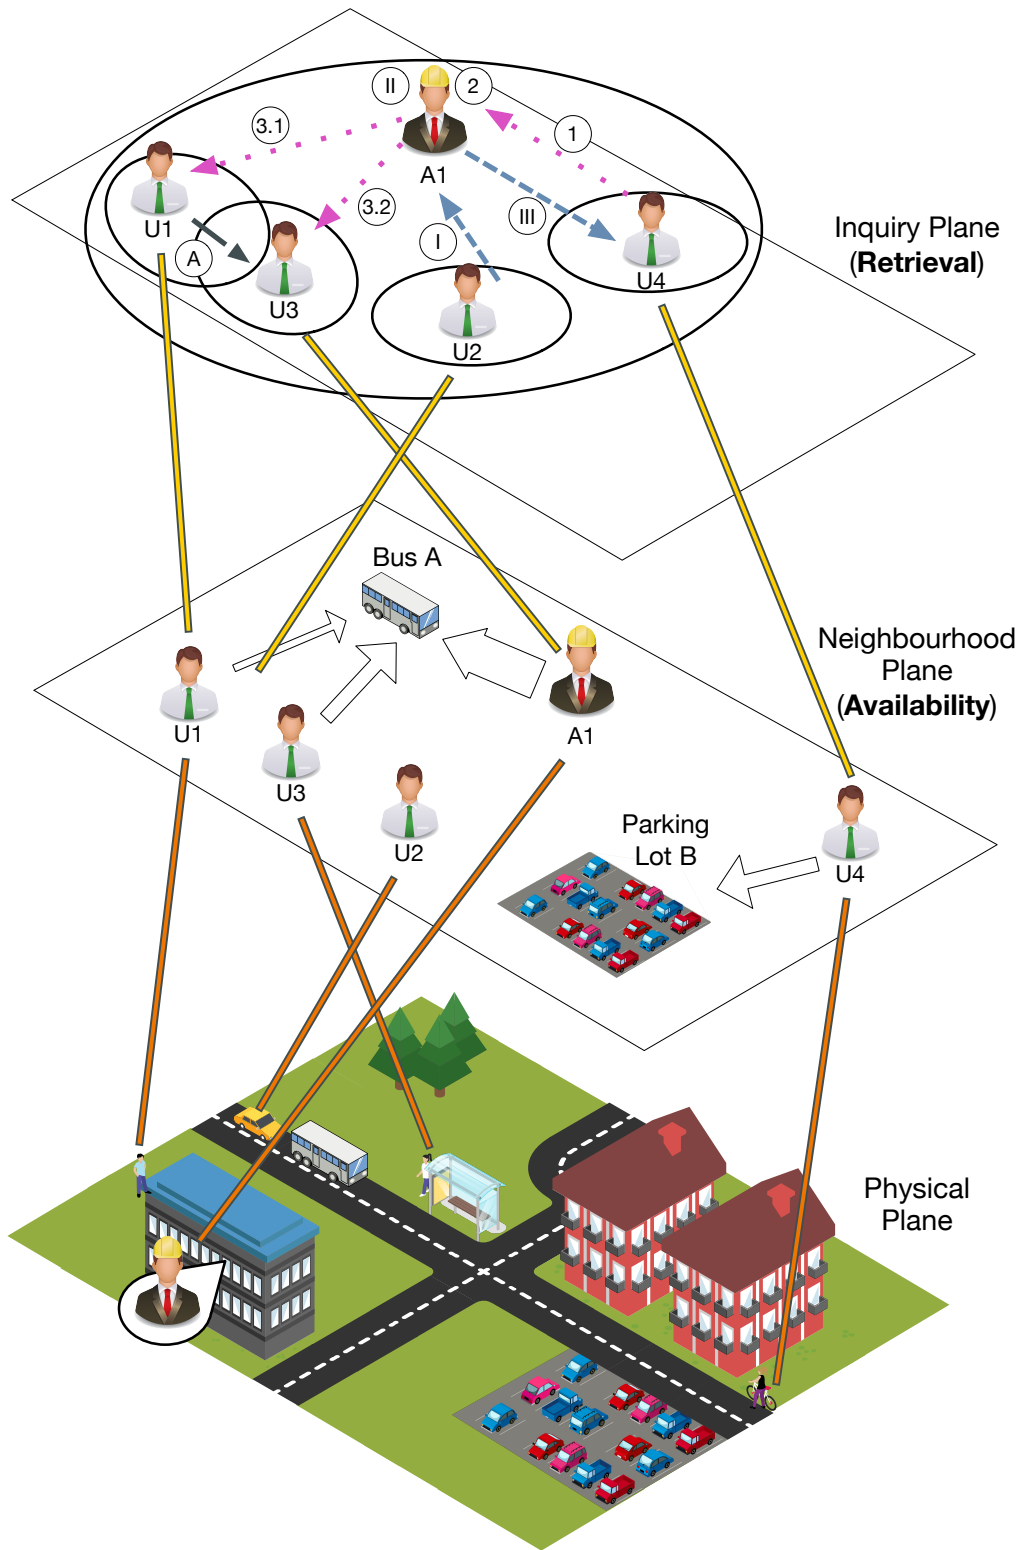 II
2
3.1
1
A1
3.2
III
U1
A
I
U3
U4
U2
Inquiry Plane
(Retrieval)
Bus A
Neighbourhood
Plane
(Availability)
U1
A1
U3
U2
Parking
Lot B
U4
Physical
Plane